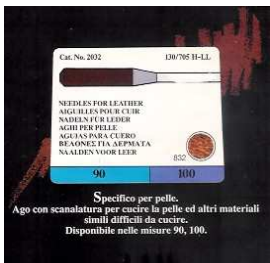 Cat. No. 2032 130/705 H-LL
NEEDLES FOR LEATHER
AIGUILLES POUR CUIR
NADELN FÜR LEDER
AGHI PER PELLE
AGUJAS PARA CUERO
ΒΕΛΟΝΕΣ ΓΙΑ ΔΕΡΜΑΤΑ
NAALDEN VOOR LEER
832
90 100
Specifico per pelle.
Ago con scanalatura per cucire la pelle ed altri materiali
simili difficili da cucire.
Disponibile nelle misure 90, 100.